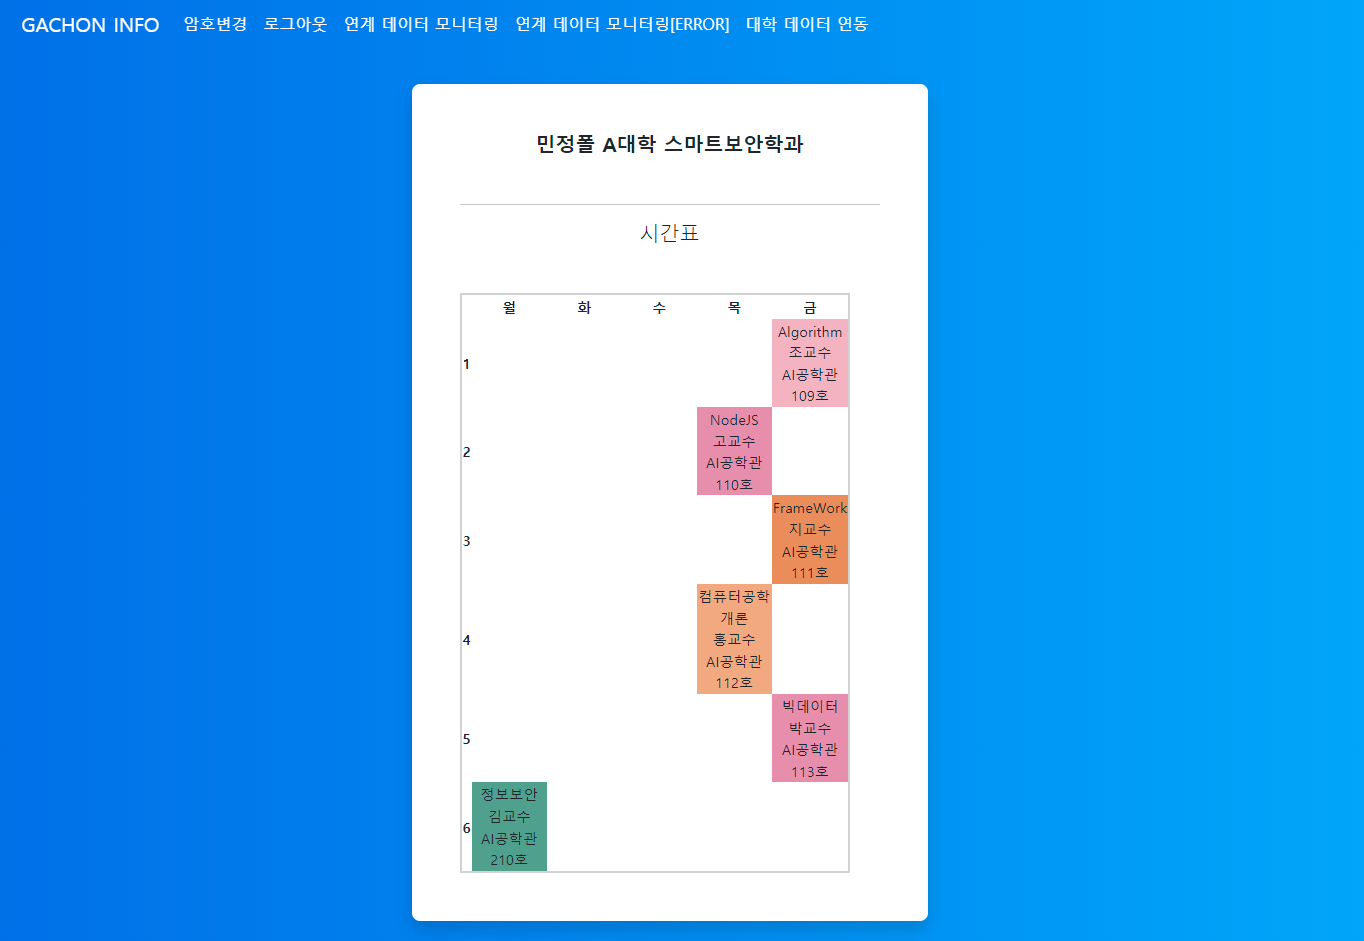 GACHON INFO 암호변경 로그아웃 연계 데이터 모니터링 연계 데이터 모니터링[ERROR] 대학 데이터 연동
민정폴 A대학 스마트보안학과
시간표
월 화 수 목 금
1
Algorithm
조교수
AI공학관
109호
2
NodeJS
고교수
AI공학관
110호
3
FrameWork
지교수
AI공학관
111호
4
컴퓨터공학
개론
홍교수
AI공학관
112호
5
빅데이터
박교수
AI공학관
113호
6
정보보안
김교수
AI공학관
210호